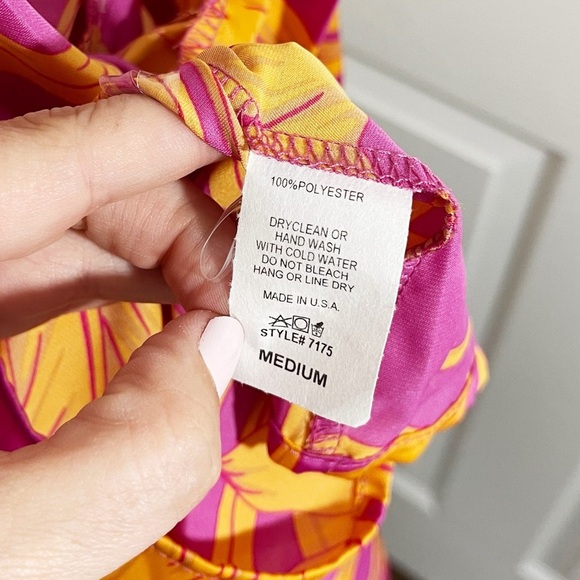 100%POLYESTER
DRYCLEAN OR
HAND WASH
WITH COLD WATER
DO NOT BLEACH
HANG OR LINE DRY
MADE IN U.S.A.
STYLE# 7175
MEDIUM